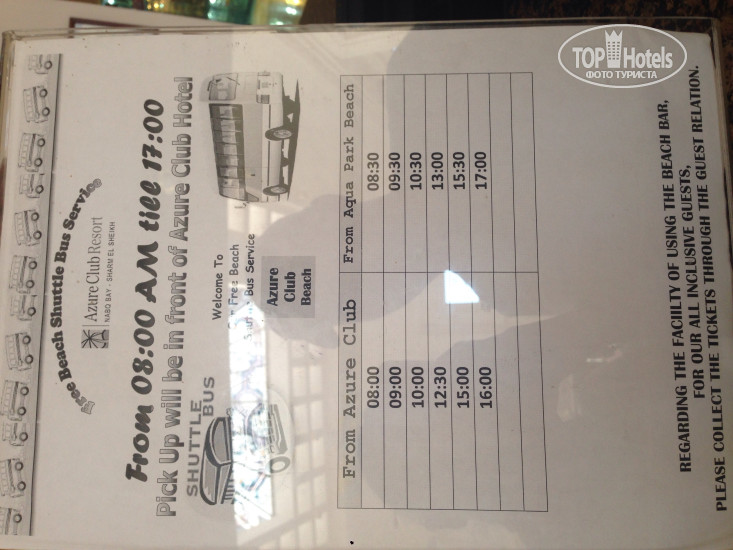 Free Beach Shuttle Bus Service
Azure Club Resort
NABQ BAY - SHARM EL SHEIKH
From 08:00 AM till 17:00
Pick Up will be in front of Azure Club Hotel
SHUTTLE BUS
Welcome To
Free Beach
Bus Service
Azure
Club
Beach
From Azure Club From Aqua Park Beach
08:00 08:30
09:00 09:30
10:00 10:30
12:30 13:00
15:00 15:30
16:00 17:00
REGARDING THE FACIULTY OF USING THE BEACH BAR,
FOR OUR ALL INCLUSIVE GUESTS,
PLEASE COLLECT THE TICKETS THROUGH THE GUEST RELATION.
TOP Hotels
ФОТО ТУРИСТА